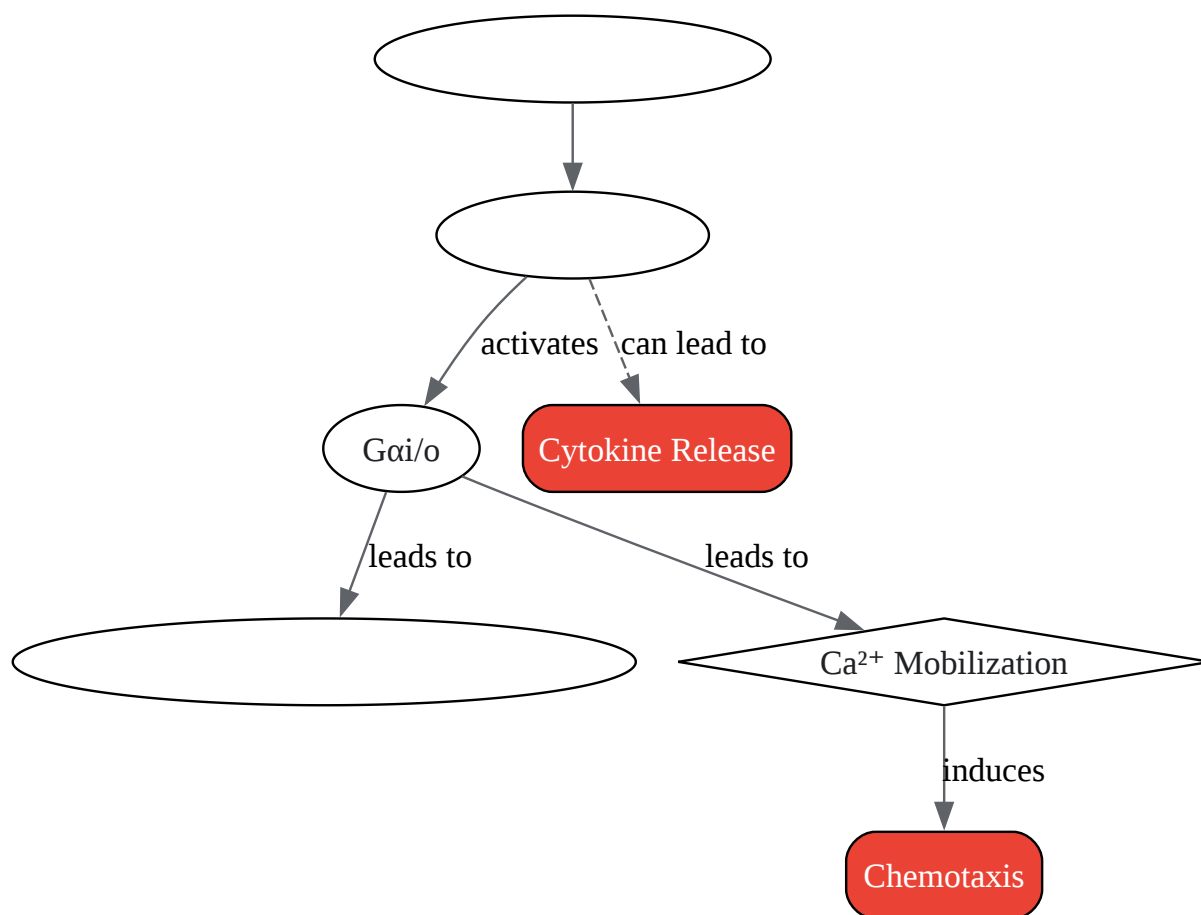 activates
can lead to
Gαi/o
Cytokine Release
leads to
leads to
Ca²⁺ Mobilization
induces
Chemotaxis